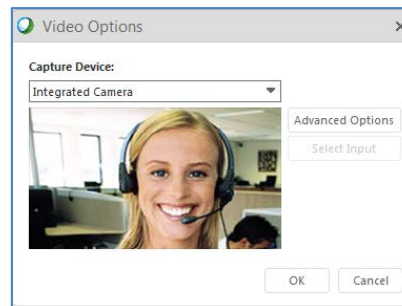 Video Options
Capture Device:
Integrated Camera
Advanced Options
Select Input
OK
Cancel